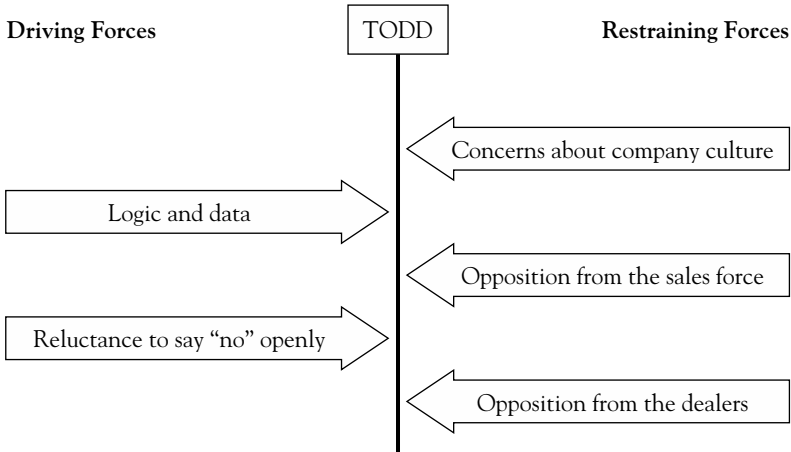 Driving Forces
TODD
Restraining Forces
Concerns about company culture
Logic and data
Opposition from the sales force
Reluctance to say “no” openly
Opposition from the dealers